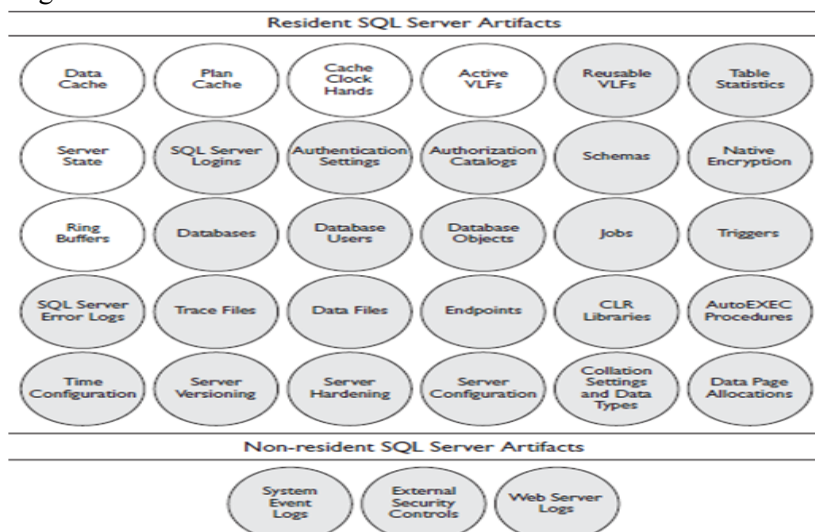 Resident SQL Server Artifacts
Data
Cache
Plan
Cache
Cache
Clock
Hands
Active
VLFs
Reusable
VLFs
Table
Statistics
Server
State
SQL Server
Logins
Authentication
Settings
Authorization
Catalogs
Schemas
Native
Encryption
Ring
Buffers
Databases
Database
Users
Database
Objects
Jobs
Triggers
SQL Server
Error Logs
Trace Files
Data Files
Endpoints
CLR
Libraries
AutoEXEC
Procedures
Time
Configuration
Server
Versioning
Server
Hardening
Server
Configuration
Collation
Settings
and Data
Types
Data Page
Allocations
Non-resident SQL Server Artifacts
System
Event
Logs
External
Security
Controls
Web Server
Logs